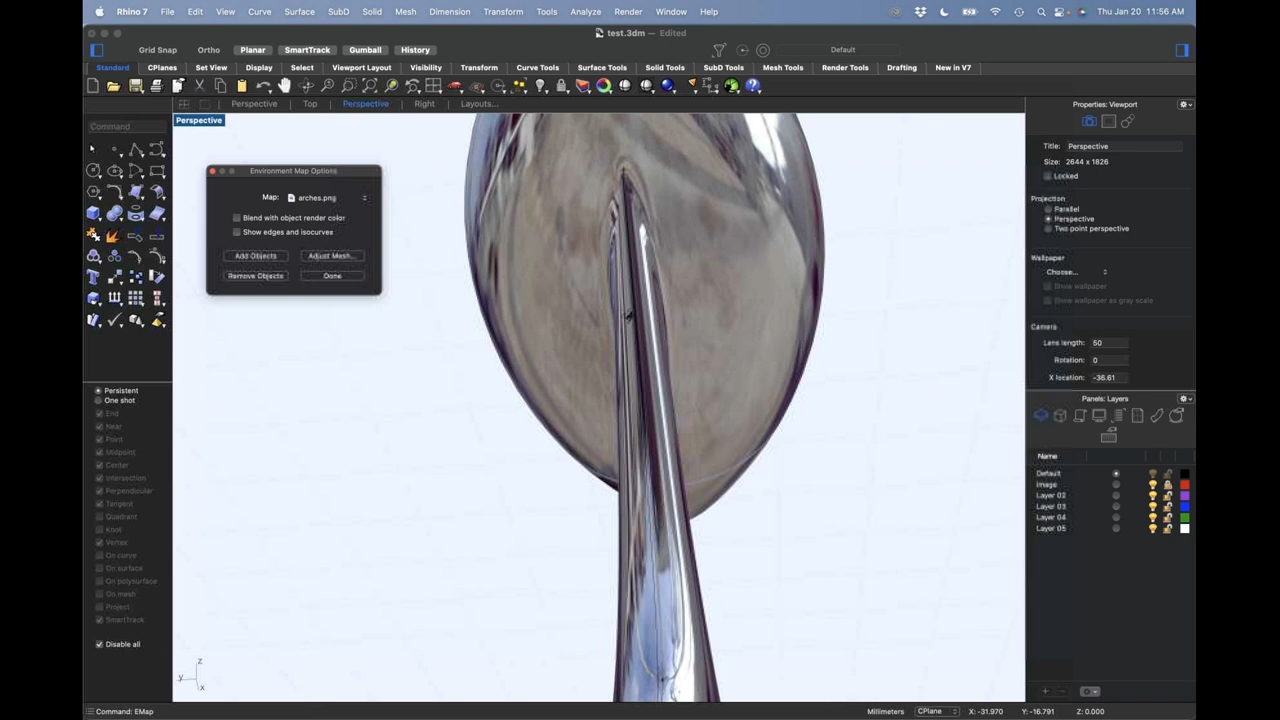 Rhino 7 File Edit View Curve Surface SubD Solid Mesh Dimension Transform Tools Analyze Render Window Help Thu Jan 20 11:56 AM
test.3dm — Edited
Grid Snap Ortho Planar SmartTrack Gumball History Default
Standard CPlanes Set View Display Select Viewport Layout Visibility Transform Curve Tools Surface Tools Solid Tools SubD Tools Mesh Tools Render Tools Drafting New in V7
Perspective Top Perspective Right Layouts...
Properties: Viewport
Perspective
Command
Title: Perspective
Size: 2644 x 1826
Locked
Projection
Parallel
Perspective
Two point perspective
Wallpaper
Choose...
Show wallpaper
Show wallpaper as gray scale
Camera
Lens length: 50
Rotation: 0
X location: -36.61
Environment Map Options
Map: arches.png
Blend with object render color
Show edges and isocurves
Add Objects Adjust Mesh...
Remove Objects Done
Persistent
One shot
End
Near
Point
Midpoint
Center
Intersection
Perpendicular
Tangent
Quadrant
Knot
Vertex
On curve
On surface
On polysurface
On mesh
Project
SmartTrack
Disable all
Panels: Layers
Name
Default
Image
Layer 02
Layer 03
Layer 04
Layer 05
z
y
x
Command: EMap
Millimeters CPlane X: -31.970 Y: -16.791 Z: 0.000